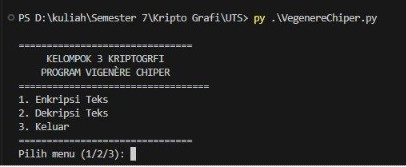 PS D:\kuliah\Semester 7\Kripto Grafi\UTS> py .\VegenereChiper.py
===============================
KELOMPOK 3 KRIPTOGRFI
PROGRAM VIGENÈRE CHIPER
==================================
1. Enkripsi Teks
2. Dekripsi Teks
3. Keluar
===============================
Pilih menu (1/2/3):